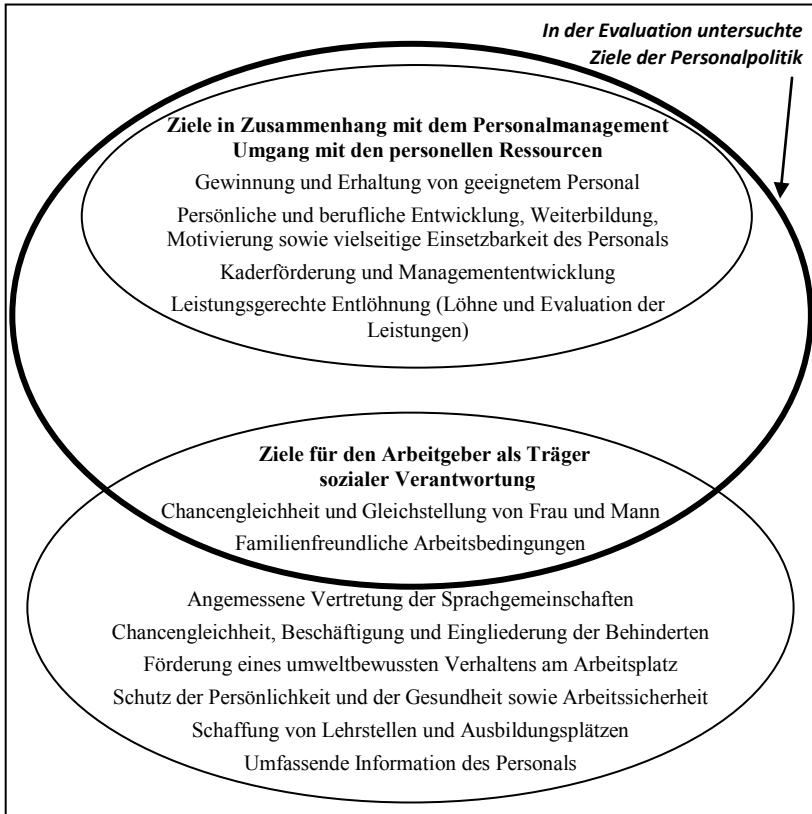 In der Evaluation untersuchte
Ziele der Personalpolitik
Ziele in Zusammenhang mit dem Personalmanagement
Umgang mit den personellen Ressourcen
Gewinnung und Erhaltung von geeignetem Personal
Persönliche und berufliche Entwicklung, Weiterbildung,
Motivierung sowie vielseitige Einsetzbarkeit des Personals
Kaderförderung und Managemententwicklung
Leistungsgerechte Entlöhnung (Löhne und Evaluation der
Leistungen)
Ziele für den Arbeitgeber als Träger
sozialer Verantwortung
Chancengleichheit und Gleichstellung von Frau und Mann
Familienfreundliche Arbeitsbedingungen
Angemessene Vertretung der Sprachgemeinschaften
Chancengleichheit, Beschäftigung und Eingliederung der Behinderten
Förderung eines umweltbewussten Verhaltens am Arbeitsplatz
Schutz der Persönlichkeit und der Gesundheit sowie Arbeitssicherheit
Schaffung von Lehrstellen und Ausbildungsplätzen
Umfassende Information des Personals